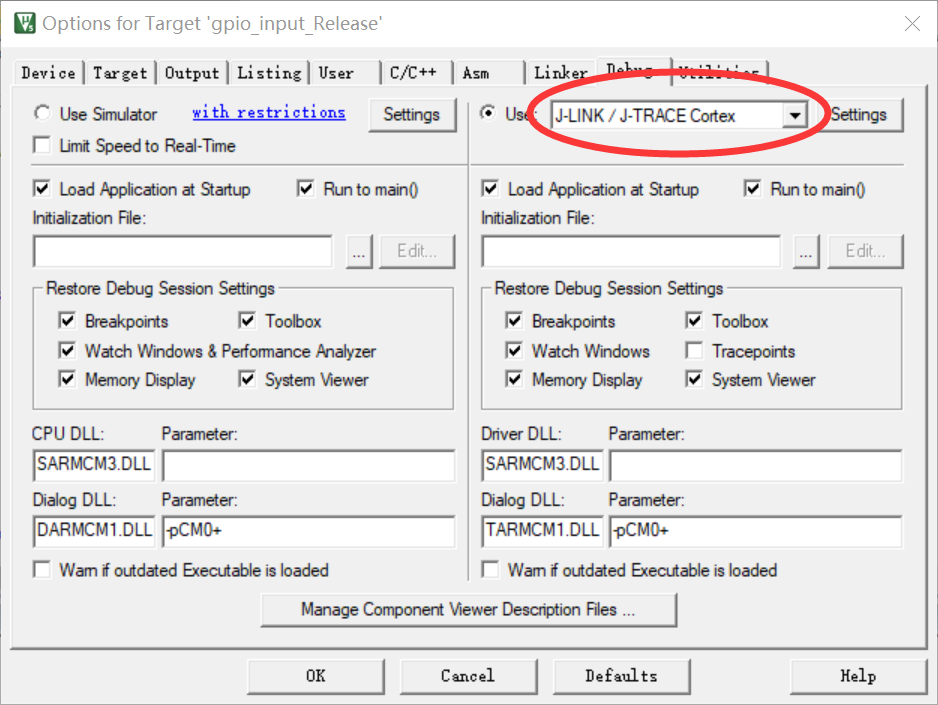 Options for Target 'gpio_input_Release'
Device Target Output Listing User C/C++ Asm Linker Debug Utilities
Use Simulator with restrictions Settings Use: J-LINK / J-TRACE Cortex Settings
Limit Speed to Real-Time
Load Application at Startup Run to main() Load Application at Startup Run to main()
Initialization File: Initialization File:
... Edit... ... Edit...
Restore Debug Session Settings Restore Debug Session Settings
Breakpoints Toolbox Breakpoints Toolbox
Watch Windows & Performance Analyzer Watch Windows Tracepoints
Memory Display System Viewer Memory Display System Viewer
CPU DLL: Parameter: Driver DLL: Parameter:
SARMCM3.DLL SARMCM3.DLL
Dialog DLL: Parameter: Dialog DLL: Parameter:
DARMCM1.DLL -pCM0+ TARMCM1.DLL -pCM0+
Warn if outdated Executable is loaded Warn if outdated Executable is loaded
Manage Component Viewer Description Files ...
OK Cancel Defaults Help